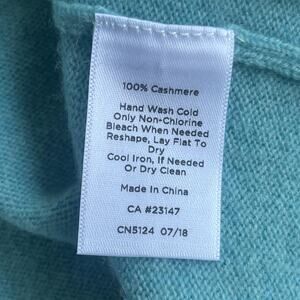 100% Cashmere
Hand Wash Cold
Only Non-Chlorine
Bleach When Needed
Reshape, Lay Flat To
Dry
Cool Iron, If Needed
Or Dry Clean
Made In China
CA #23147
CN5124 07/18